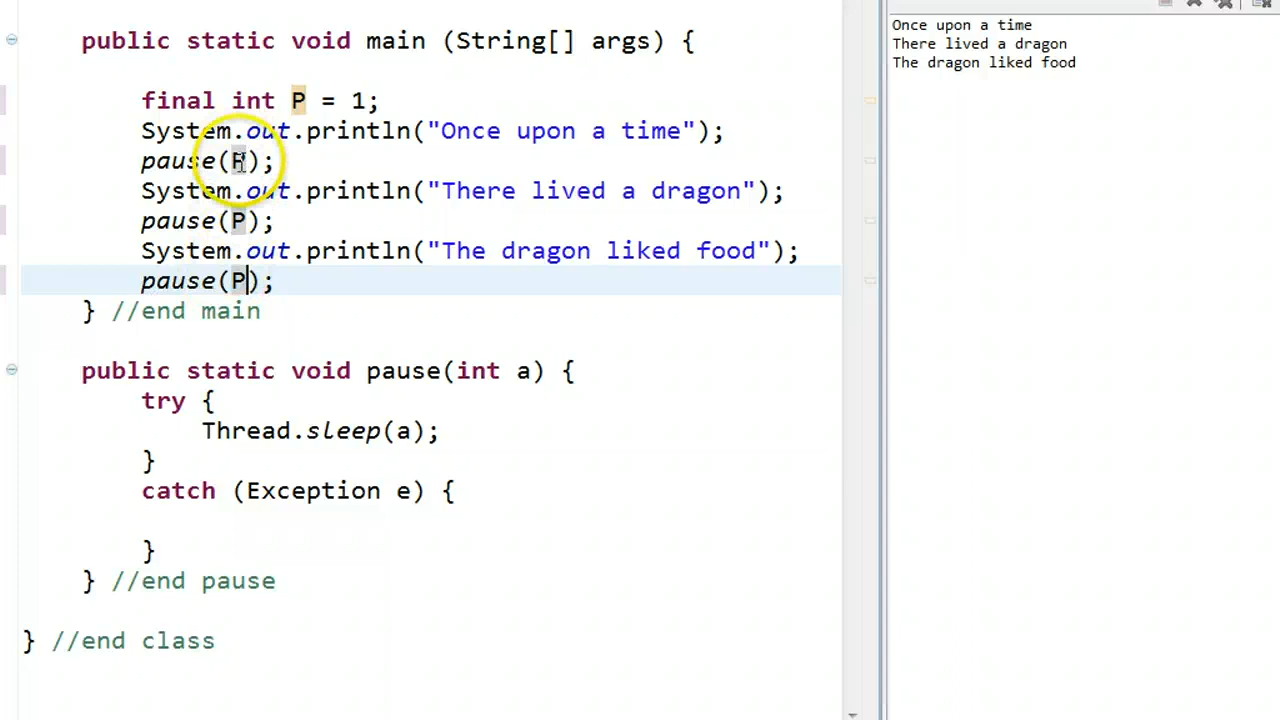 public static void main (String[] args) {
final int P = 1;
System.out.println("Once upon a time");
pause(P);
System.out.println("There lived a dragon");
pause(P);
System.out.println("The dragon liked food");
pause(P);
} //end main
public static void pause(int a) {
try {
Thread.sleep(a);
}
catch (Exception e) {
}
} //end pause
} //end class
Once upon a time
There lived a dragon
The dragon liked food